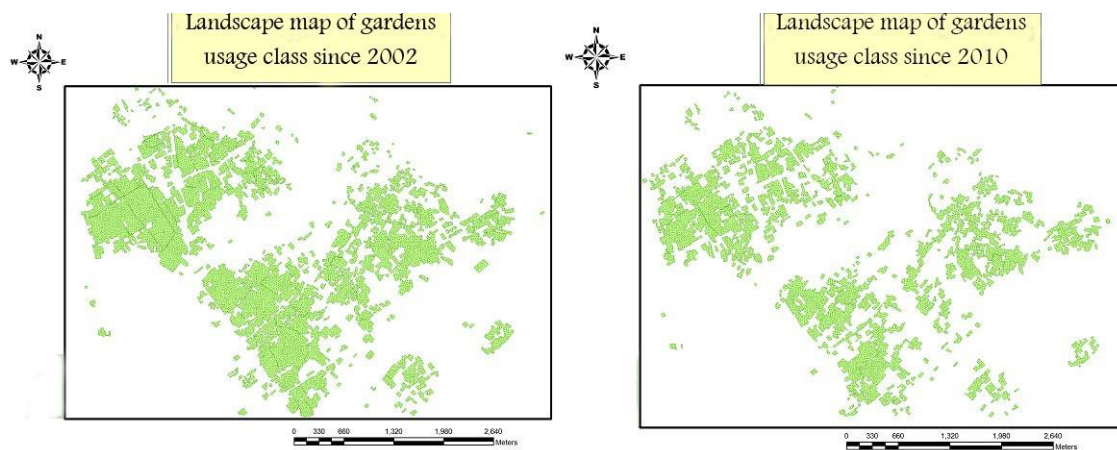 Landscape map of gardens
usage class since 2002
N
W E
S
0 330 660 1,320 1,980 2,640
Meters
Landscape map of gardens
usage class since 2010
N
W E
S
0 330 660 1,320 1,980 2,640
Meters